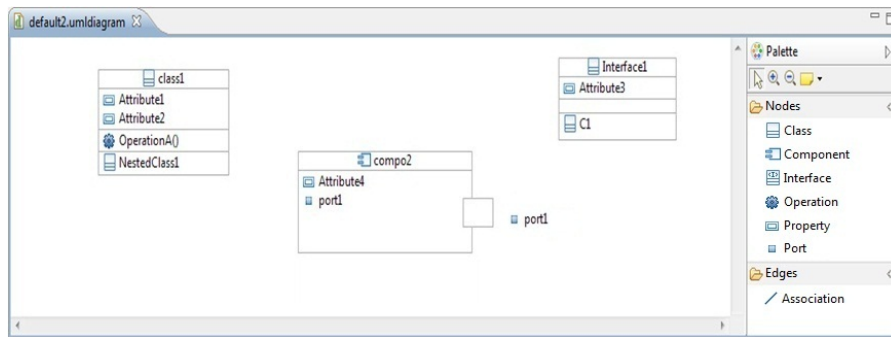 default2.umldiagram
class1
Attribute1
Attribute2
OperationA()
NestedClass1
compo2
Attribute4
port1
port1
Interface1
Attribute3
C1
Palette
Nodes
Class
Component
Interface
Operation
Property
Port
Edges
Association